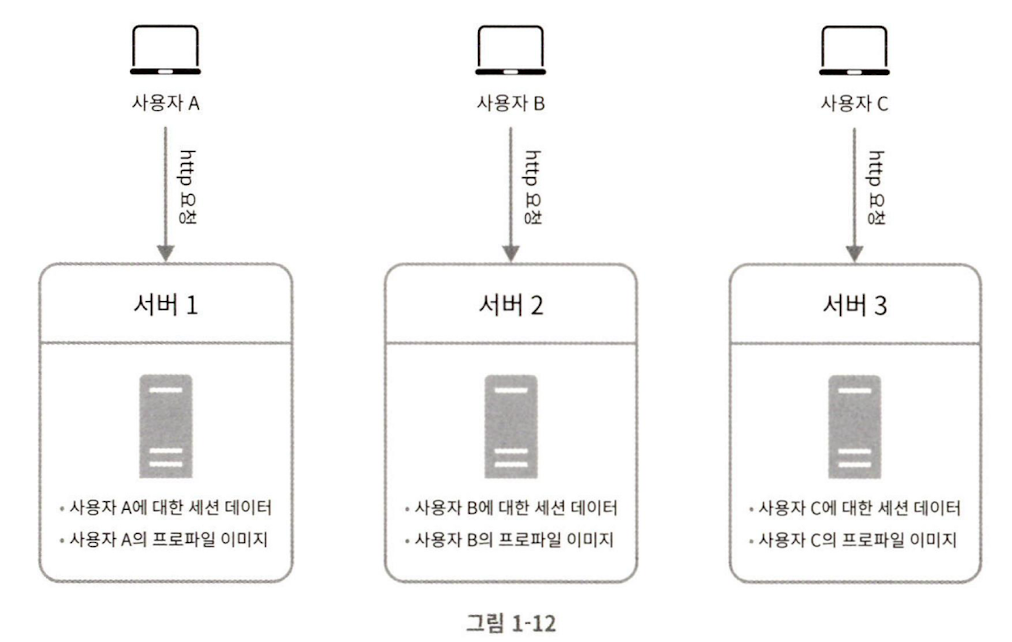 사용자 A
사용자 B
사용자 C
http 요청
http 요청
http 요청
서버 1
서버 2
서버 3
• 사용자 A에 대한 세션 데이터
• 사용자 A의 프로파일 이미지
• 사용자 B에 대한 세션 데이터
• 사용자 B의 프로파일 이미지
• 사용자 C에 대한 세션 데이터
• 사용자 C의 프로파일 이미지
그림 1-12